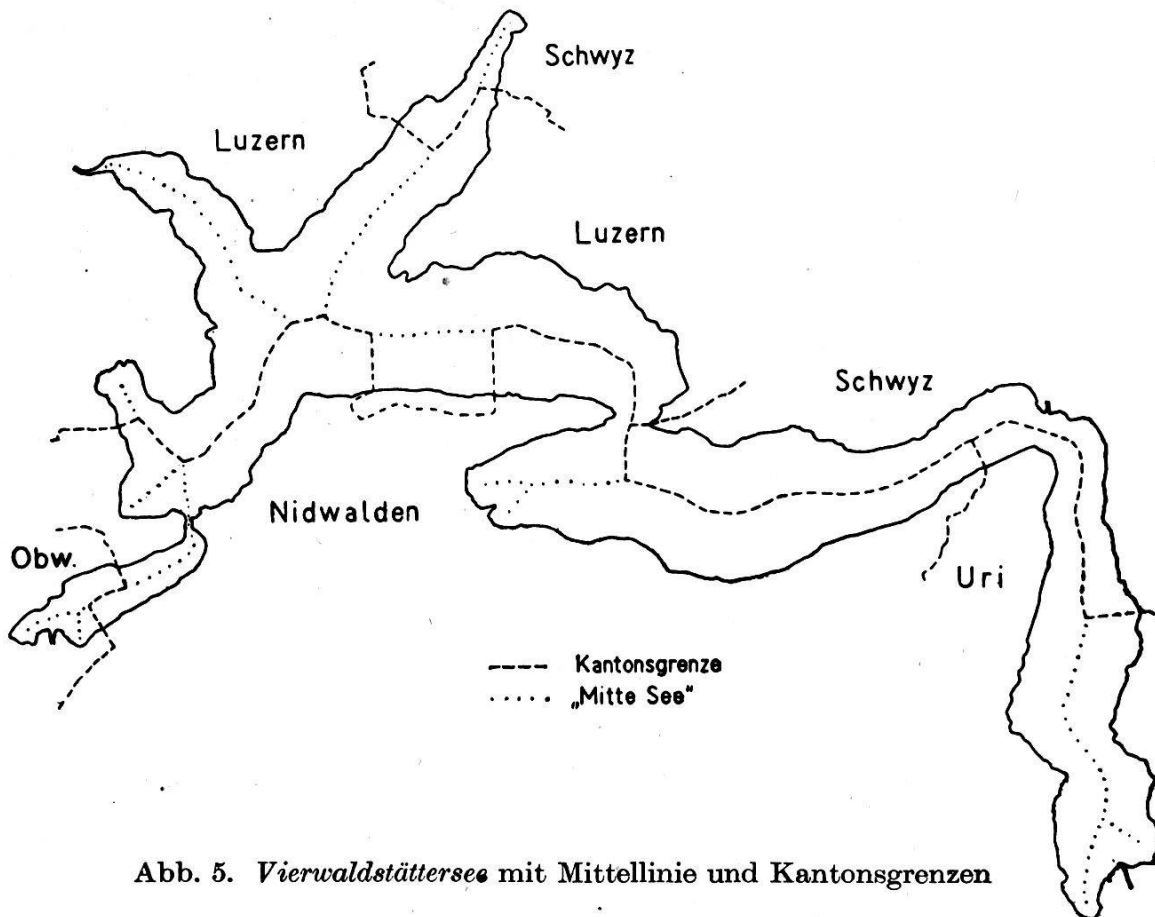 Schwyz
Luzern
Luzern
Schwyz
Nidwalden
Obw.
Uri
Kantonsgrenze
„Mitte See"
Abb. 5. Vierwaldstättersee mit Mittellinie und Kantonsgrenzen